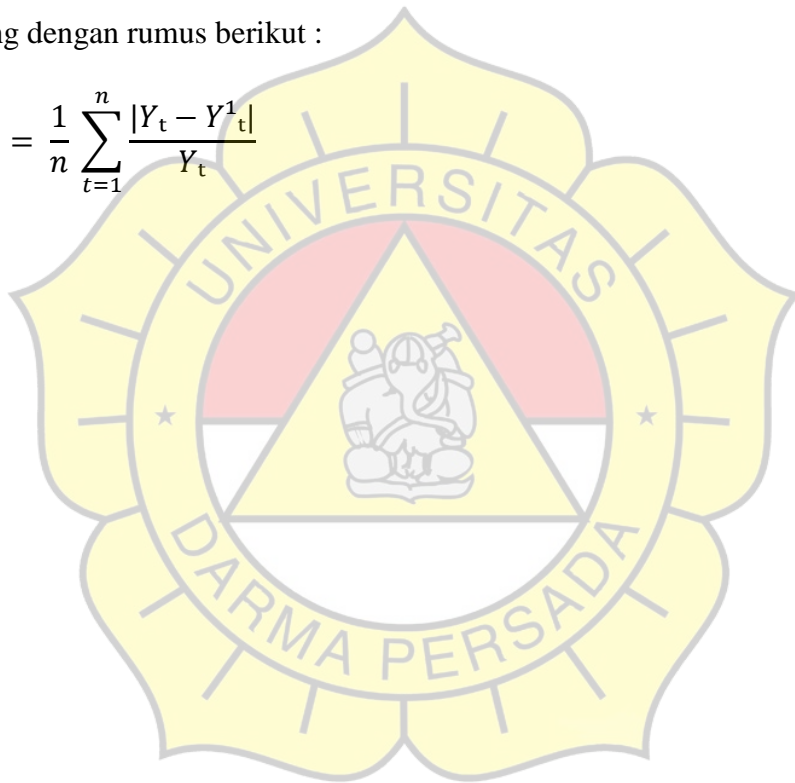 ng dengan rumus berikut :
= 1/n ∑_{t=1}^{n} |Y_t − Y¹_t| / Y_t
UNIVERSITAS
DARMA PERSADA